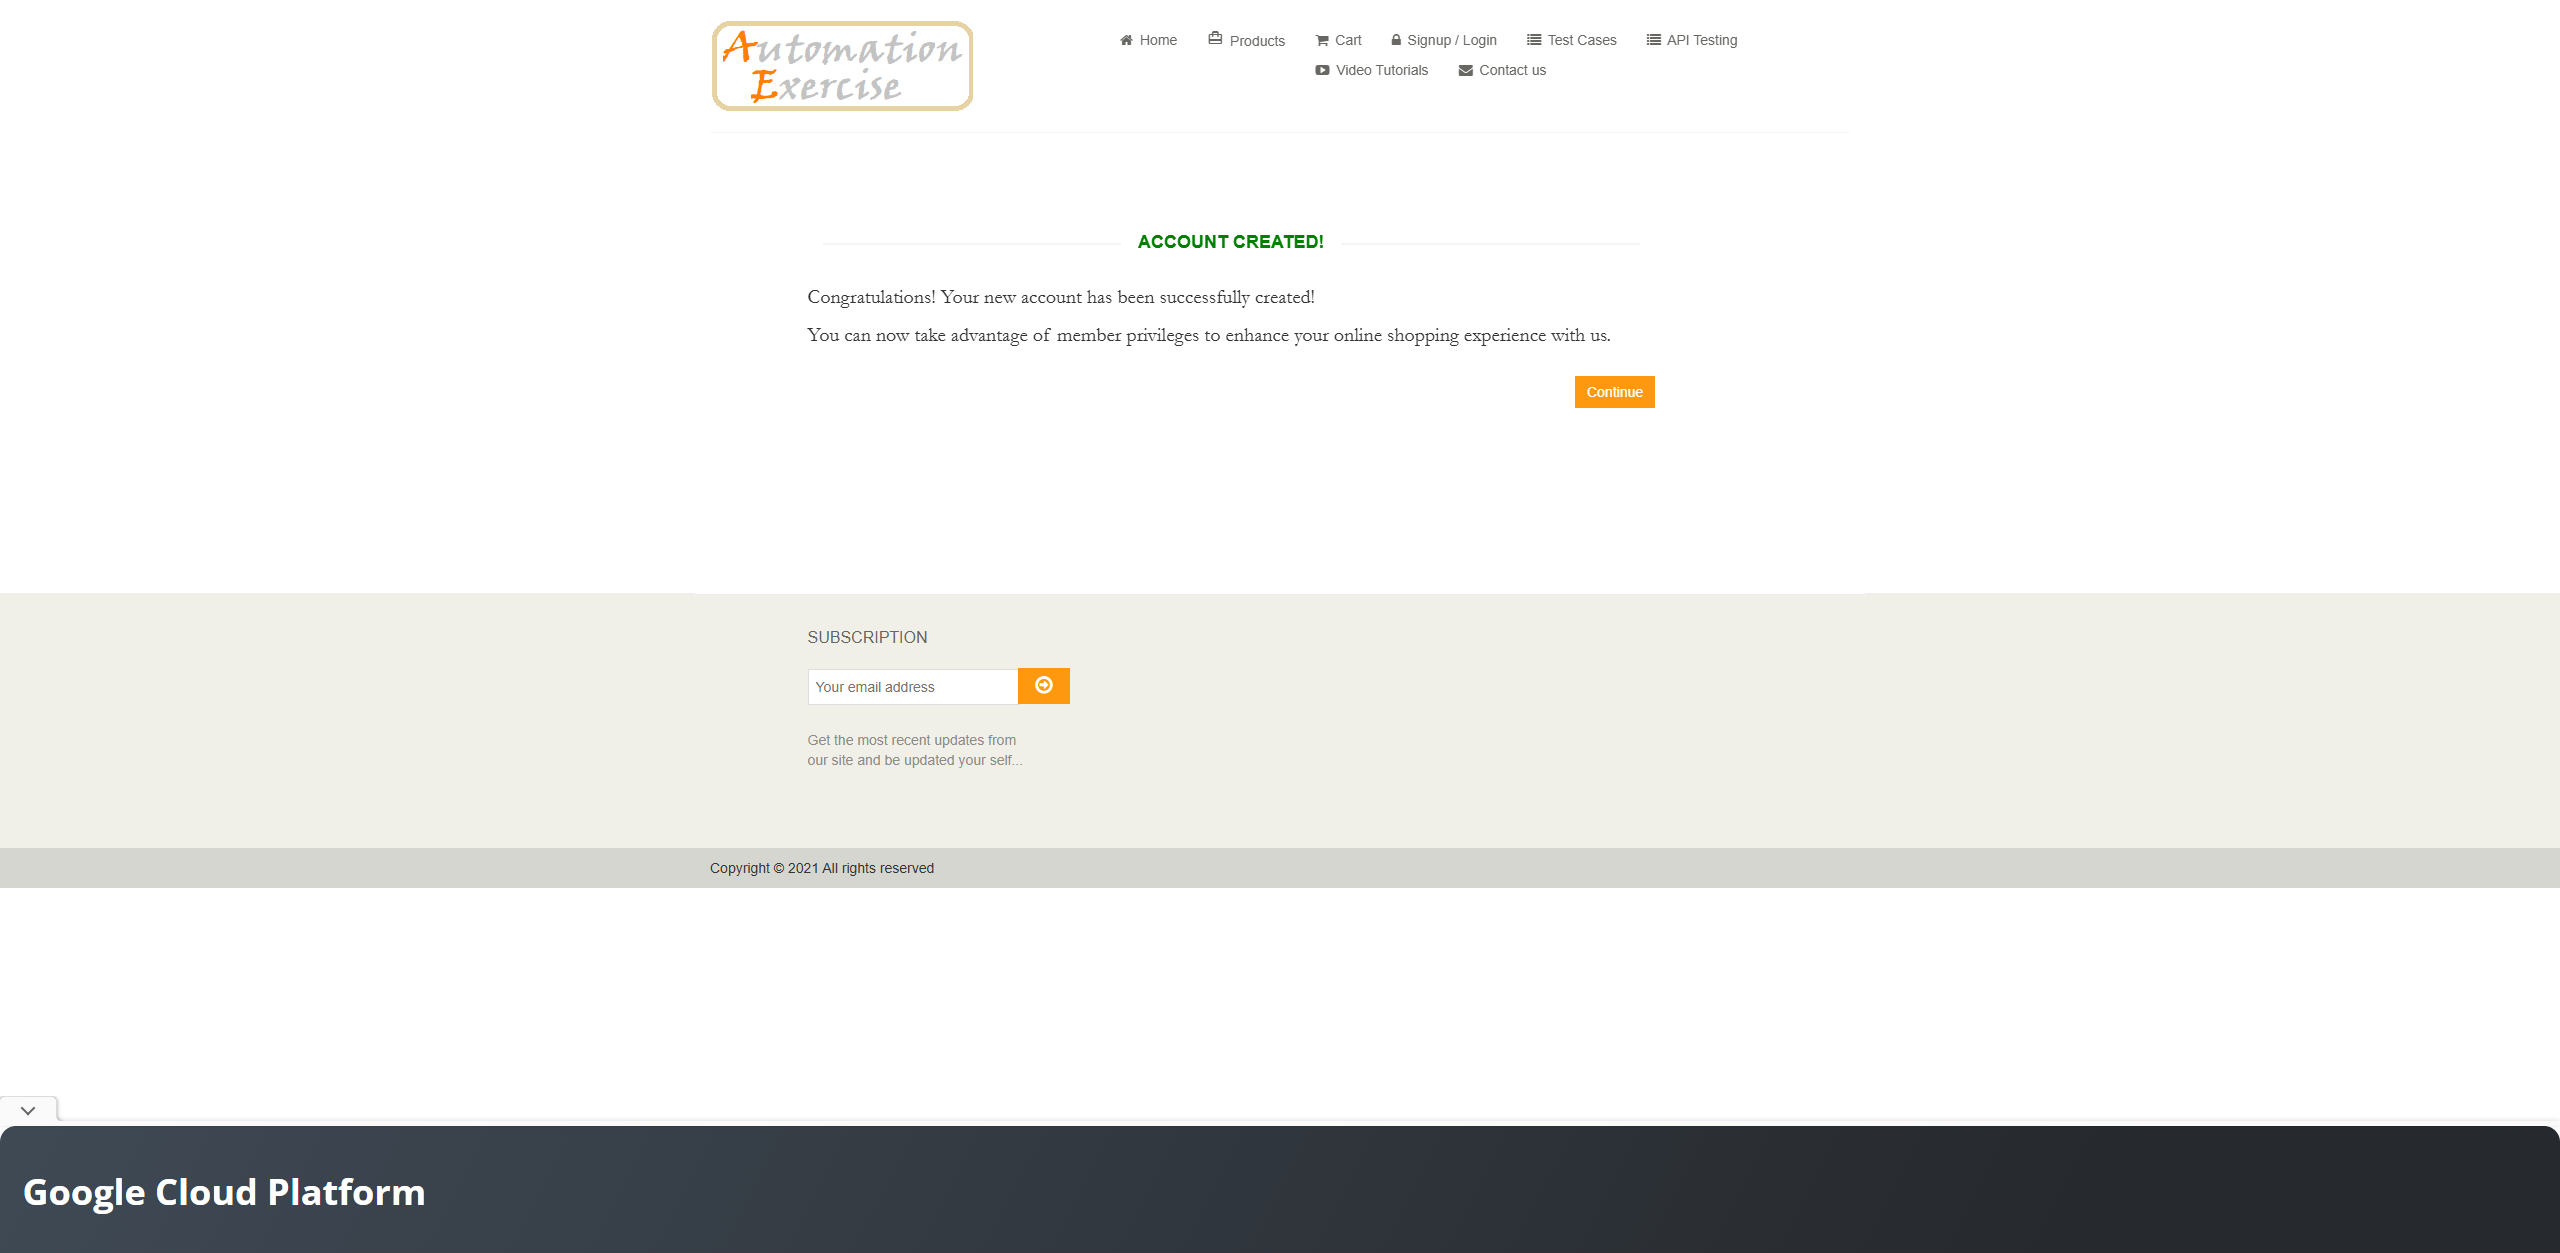 Automation
Exercise
Home Products Cart Signup / Login Test Cases API Testing
Video Tutorials Contact us
ACCOUNT CREATED!
Congratulations! Your new account has been successfully created!
You can now take advantage of member privileges to enhance your online shopping experience with us.
Continue
SUBSCRIPTION
Your email address
Get the most recent updates from
our site and be updated your self...
Copyright © 2021 All rights reserved
Google Cloud Platform